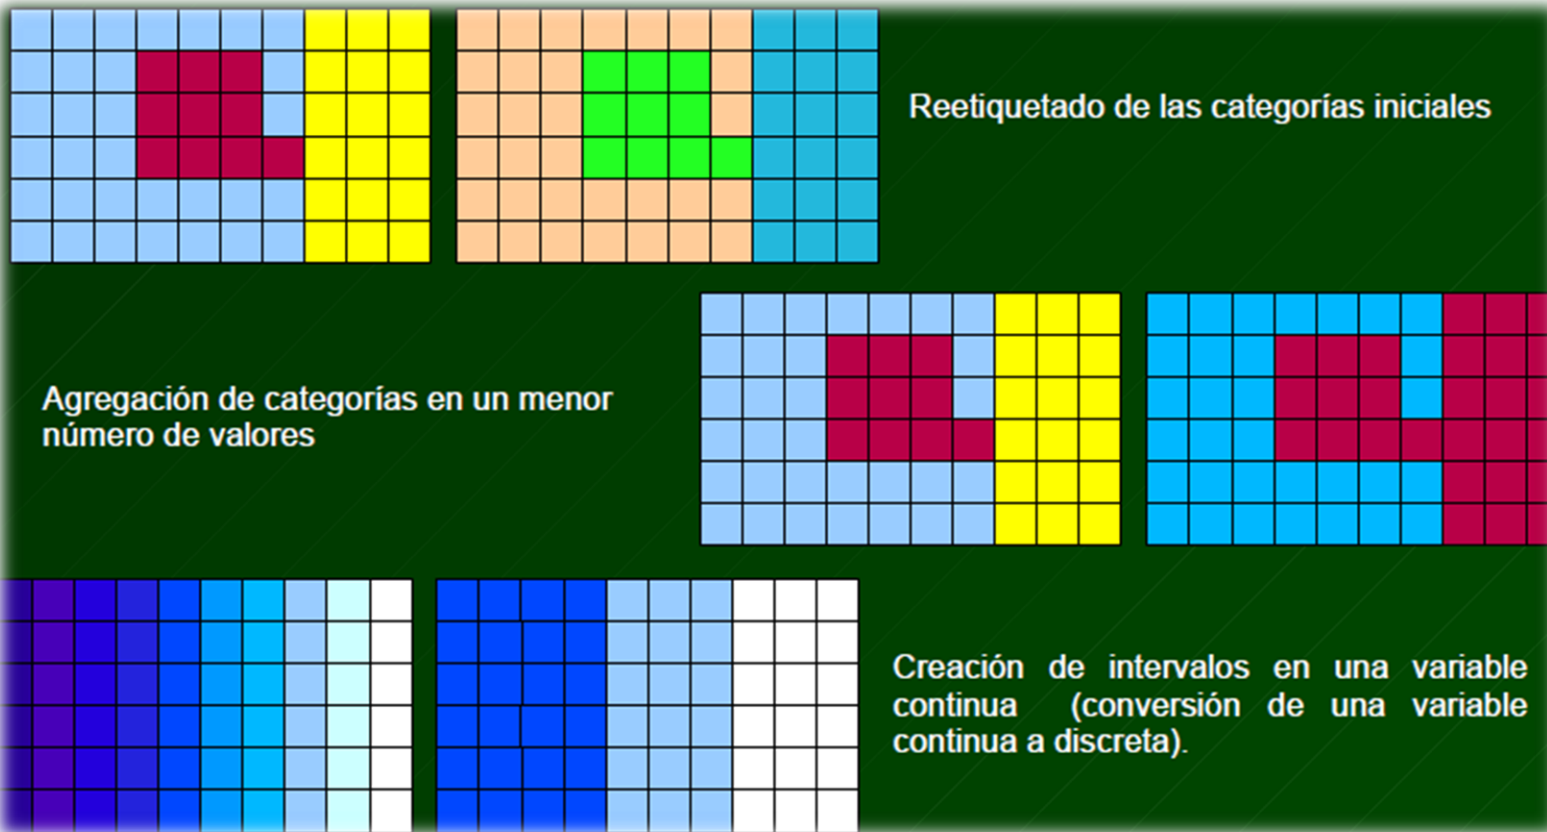 Reetiquetado de las categorías iniciales
Agregación de categorías en un menor
número de valores
Creación de intervalos en una variable
continua (conversión de una variable
continua a discreta).